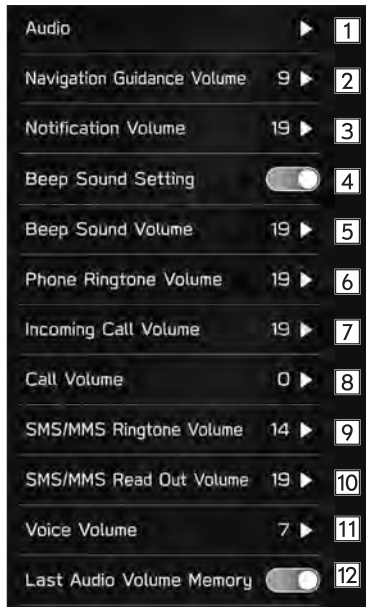 Audio 1
Navigation Guidance Volume 9 2
Notification Volume 19 3
Beep Sound Setting 4
Beep Sound Volume 19 5
Phone Ringtone Volume 19 6
Incoming Call Volume 19 7
Call Volume 0 8
SMS/MMS Ringtone Volume 14 9
SMS/MMS Read Out Volume 19 10
Voice Volume 7 11
Last Audio Volume Memory 12